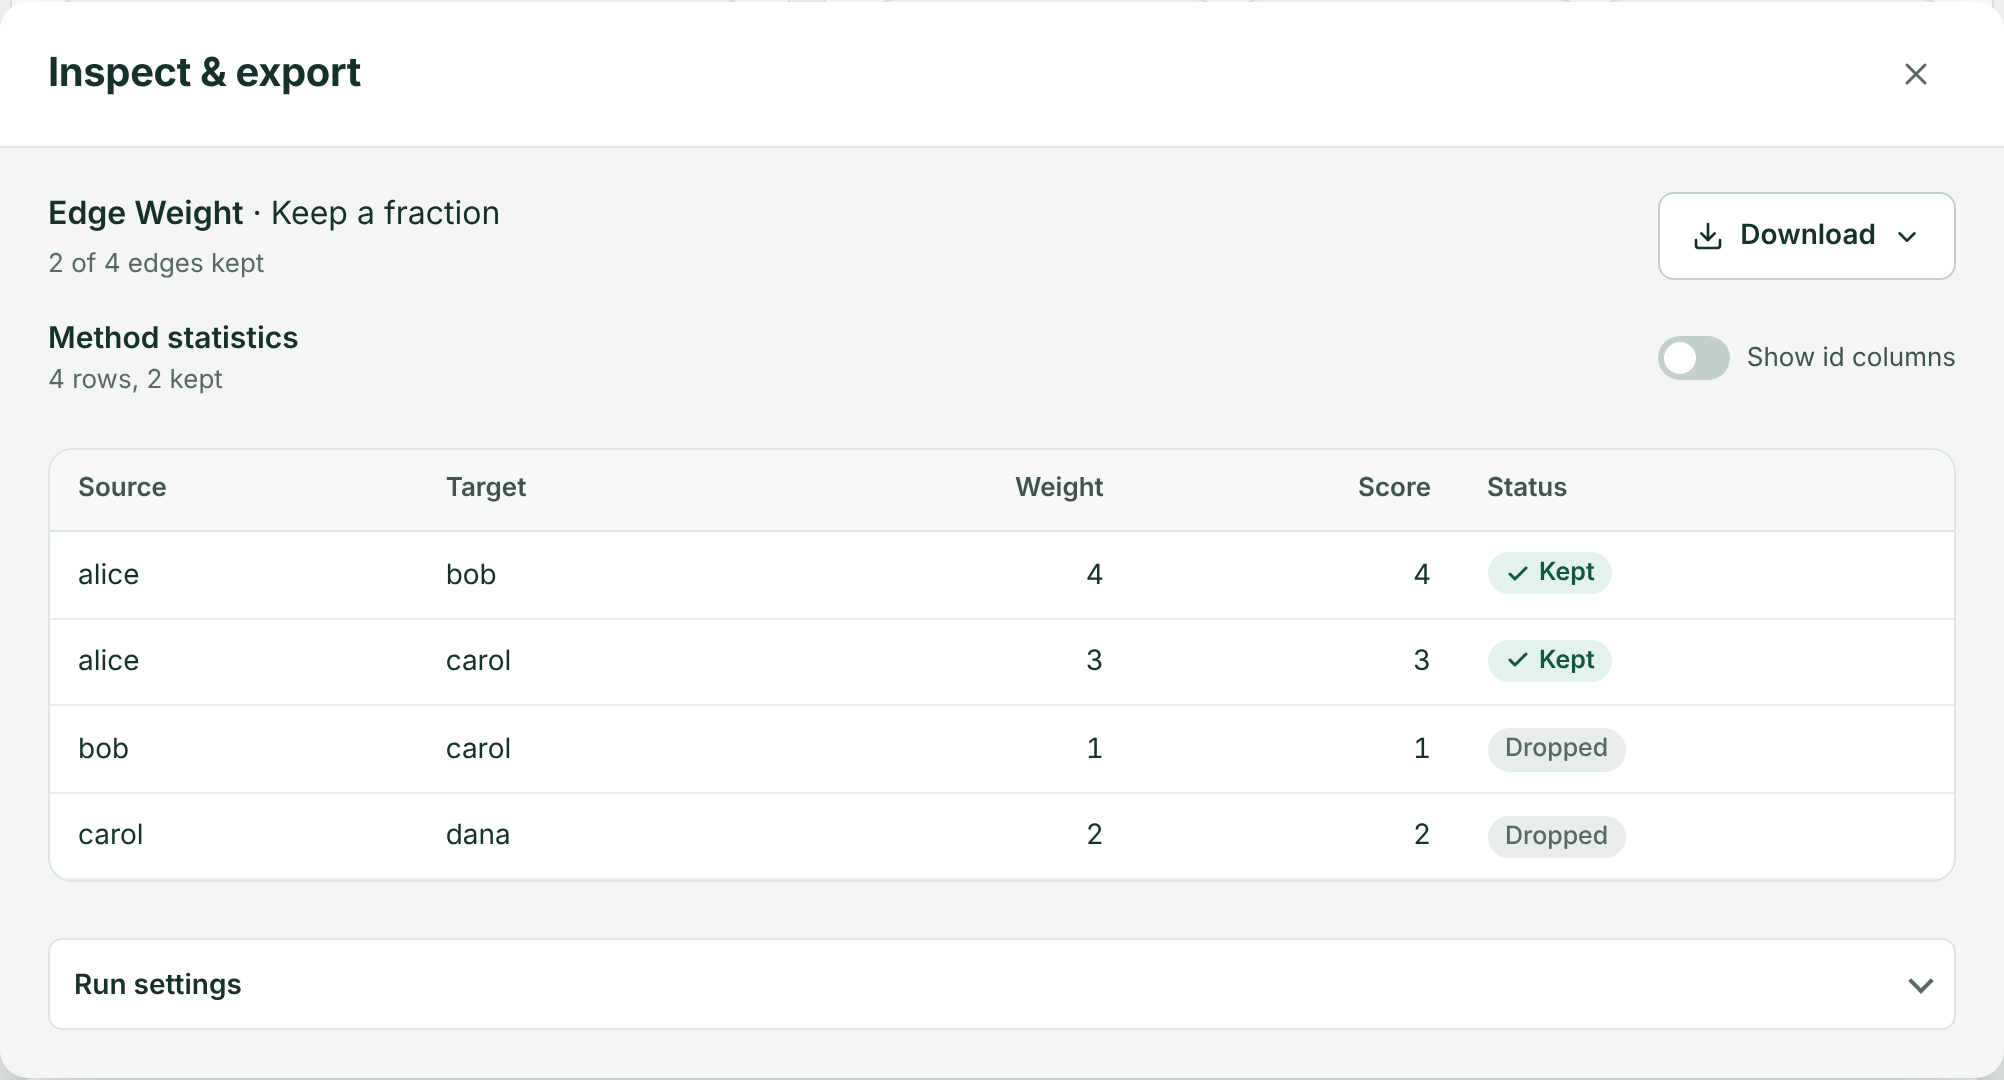 Inspect & export
Edge Weight · Keep a fraction
2 of 4 edges kept
Download
Method statistics
4 rows, 2 kept
Show id columns
Source Target Weight Score Status
alice bob 4 4 Kept
alice carol 3 3 Kept
bob carol 1 1 Dropped
carol dana 2 2 Dropped
Run settings